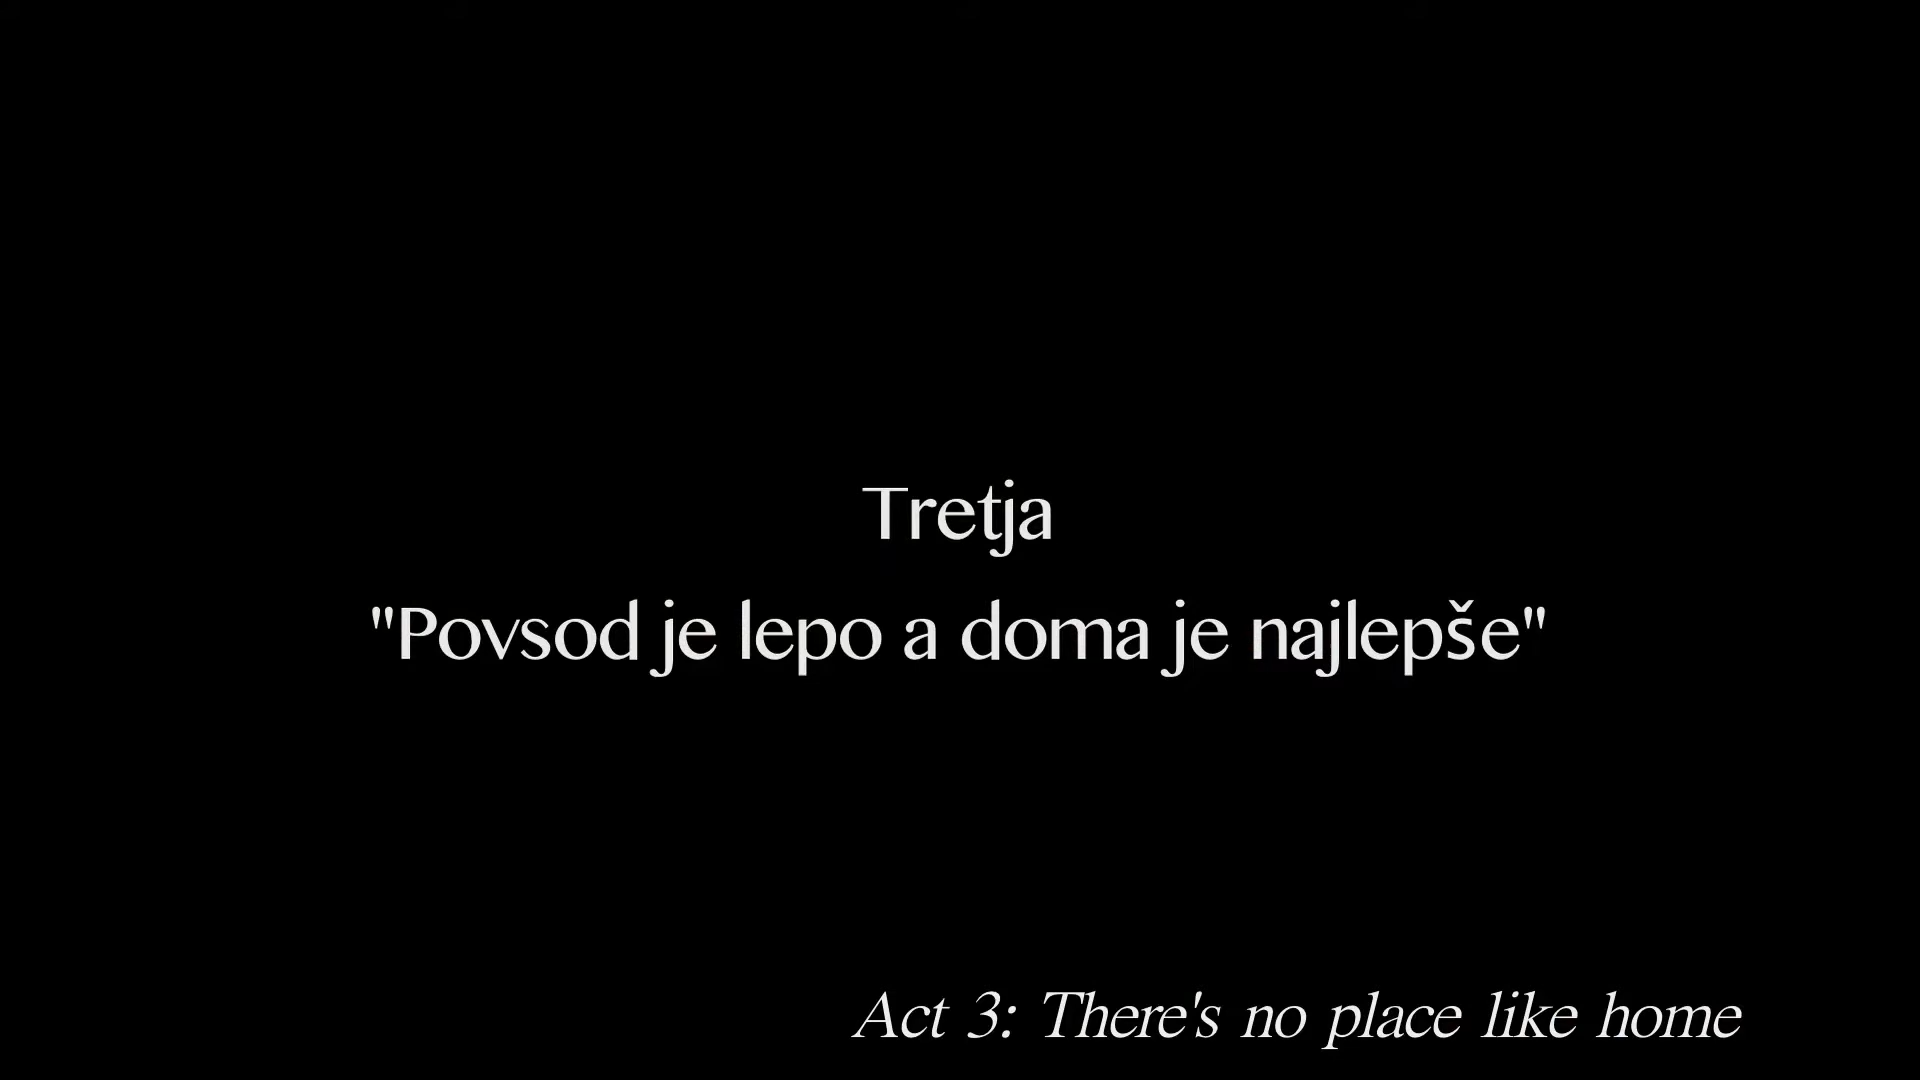 Tretja
"Povsod je lepo a doma je najlepše"
Act 3: There's no place like home